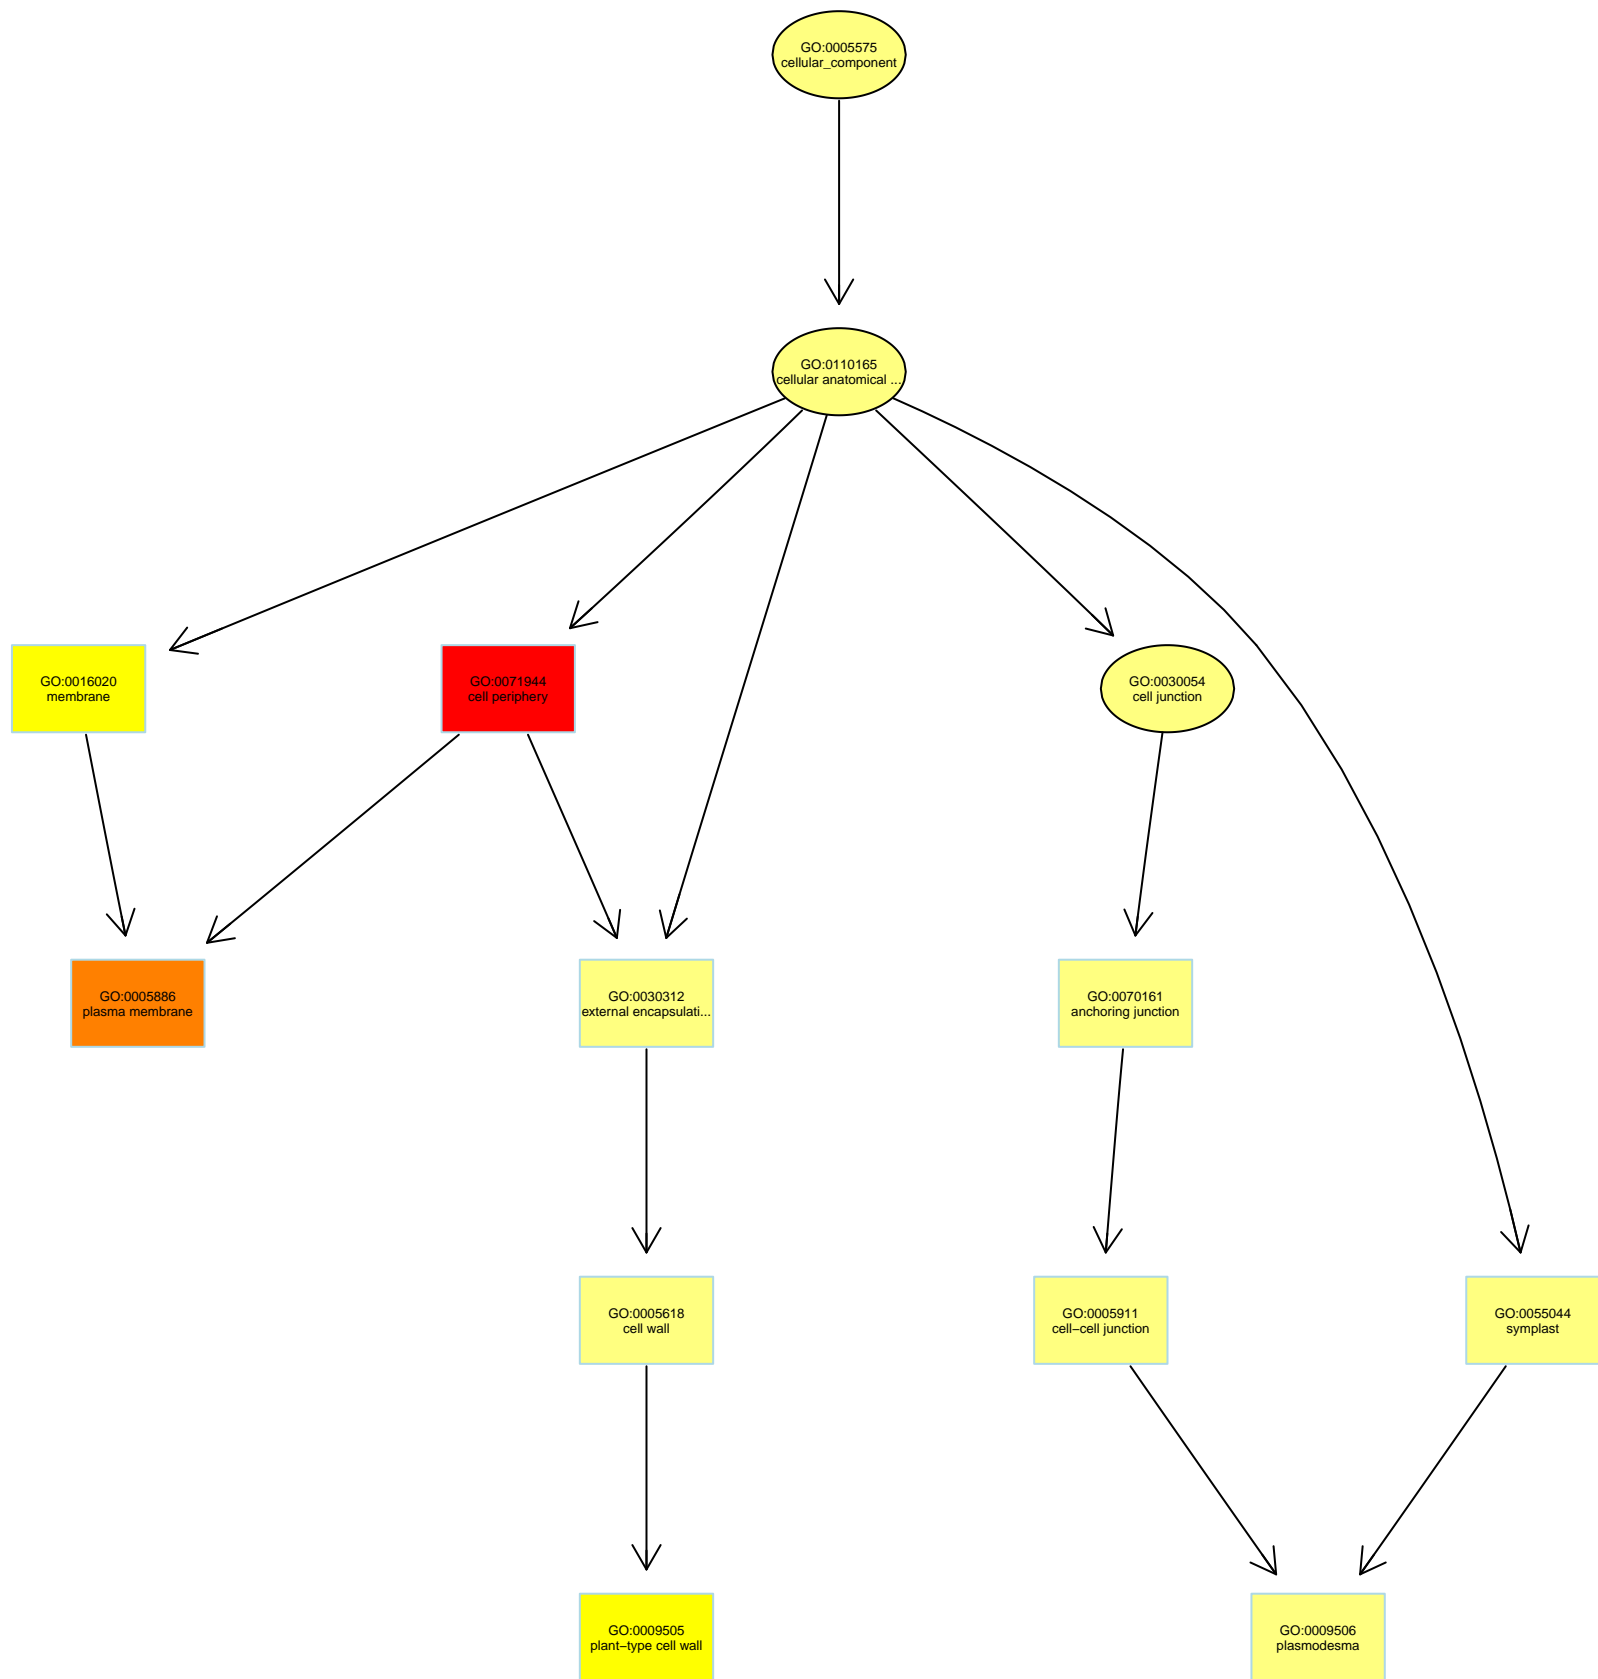 GO:0005575
cellular_component
GO:0110165
cellular anatomical ...
GO:0016020
membrane
GO:0071944
cell periphery
GO:0030054
cell junction
GO:0005886
plasma membrane
GO:0030312
external encapsulati...
GO:0070161
anchoring junction
GO:0005618
cell wall
GO:0005911
cell−cell junction
GO:0055044
symplast
GO:0009505
plant−type cell wall
GO:0009506
plasmodesma